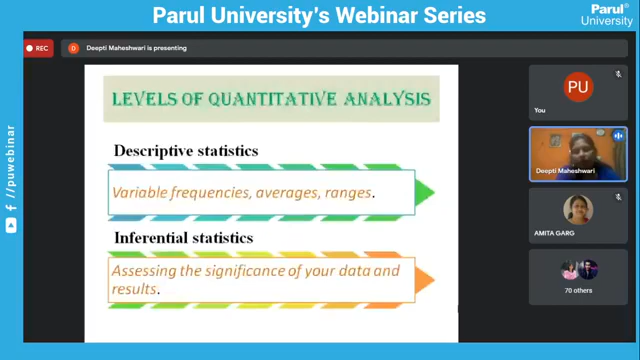 Parul University's Webinar Series
Parul®
University
REC
D
Deepti Maheshwari is presenting
LEVELS OF QUANTITATIVE ANALYSIS
Descriptive statistics
Variable frequencies, averages, ranges.
Inferential statistics
Assessing the significance of your data and
results.
PU
You
Deepti Maheshwari
AMITA GARG
70 others
//puwebinar